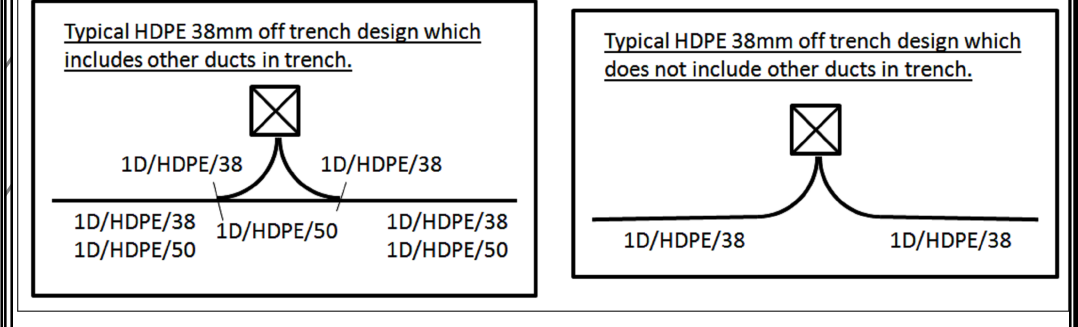 Typical HDPE 38mm off trench design which
includes other ducts in trench.
1D/HDPE/38
1D/HDPE/38
1D/HDPE/38
1D/HDPE/50
1D/HDPE/50
1D/HDPE/38
1D/HDPE/50
Typical HDPE 38mm off trench design which
does not include other ducts in trench.
1D/HDPE/38
1D/HDPE/38